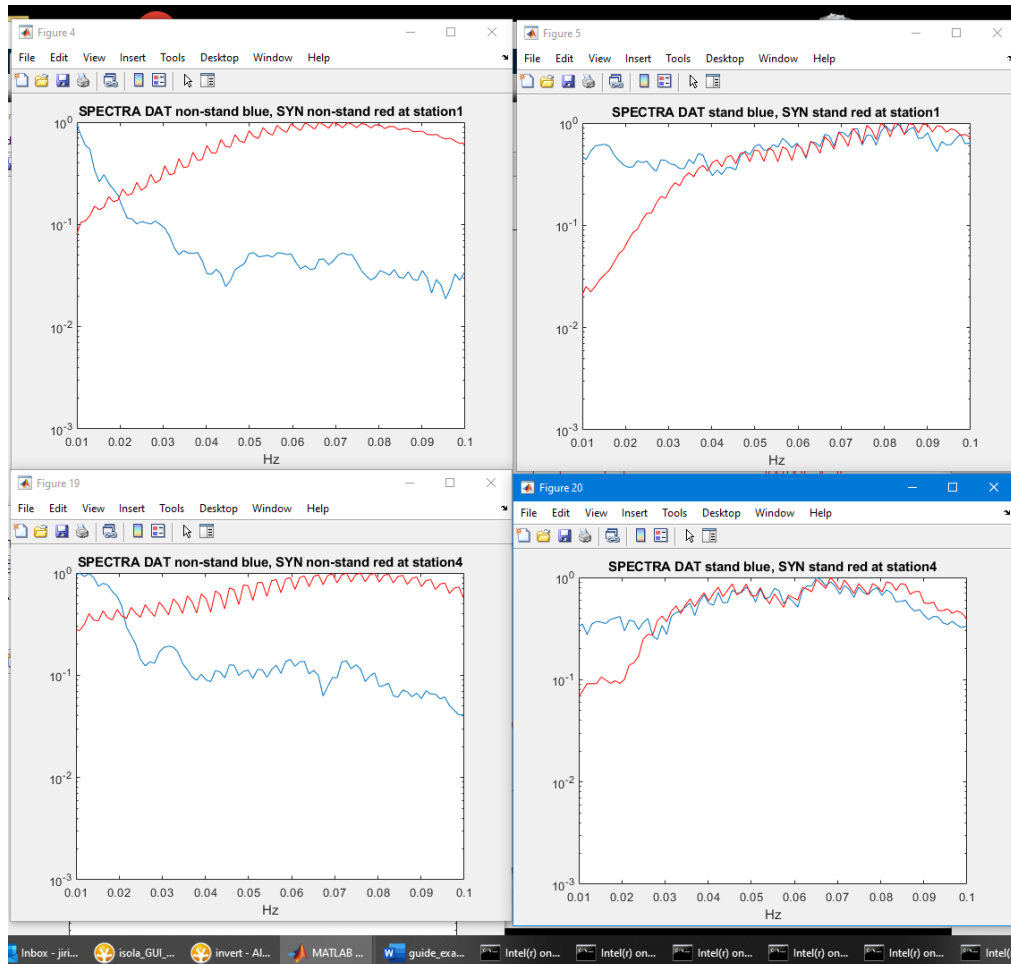 Figure 4
File Edit View Insert Tools Desktop Window Help
SPECTRA DAT non-stand blue, SYN non-stand red at station1
10^0
10^-1
10^-2
10^-3
0.01 0.02 0.03 0.04 0.05 0.06 0.07 0.08 0.09 0.1
Hz
Figure 5
File Edit View Insert Tools Desktop Window Help
SPECTRA DAT stand blue, SYN stand red at station1
10^0
10^-1
10^-2
10^-3
0.01 0.02 0.03 0.04 0.05 0.06 0.07 0.08 0.09 0.1
Hz
Figure 19
File Edit View Insert Tools Desktop Window Help
SPECTRA DAT non-stand blue, SYN non-stand red at station4
10^0
10^-1
10^-2
10^-3
0.01 0.02 0.03 0.04 0.05 0.06 0.07 0.08 0.09 0.1
Hz
Figure 20
File Edit View Insert Tools Desktop Window Help
SPECTRA DAT stand blue, SYN stand red at station4
10^0
10^-1
10^-2
10^-3
0.01 0.02 0.03 0.04 0.05 0.06 0.07 0.08 0.09 0.1
Hz
Inbox - jiri... isola_GUI_... invert - Al... MATLAB ... guide_exa... Intel(r) on... Intel(r) on... Intel(r) on... Intel(r) on... Intel(r) on... Intel(